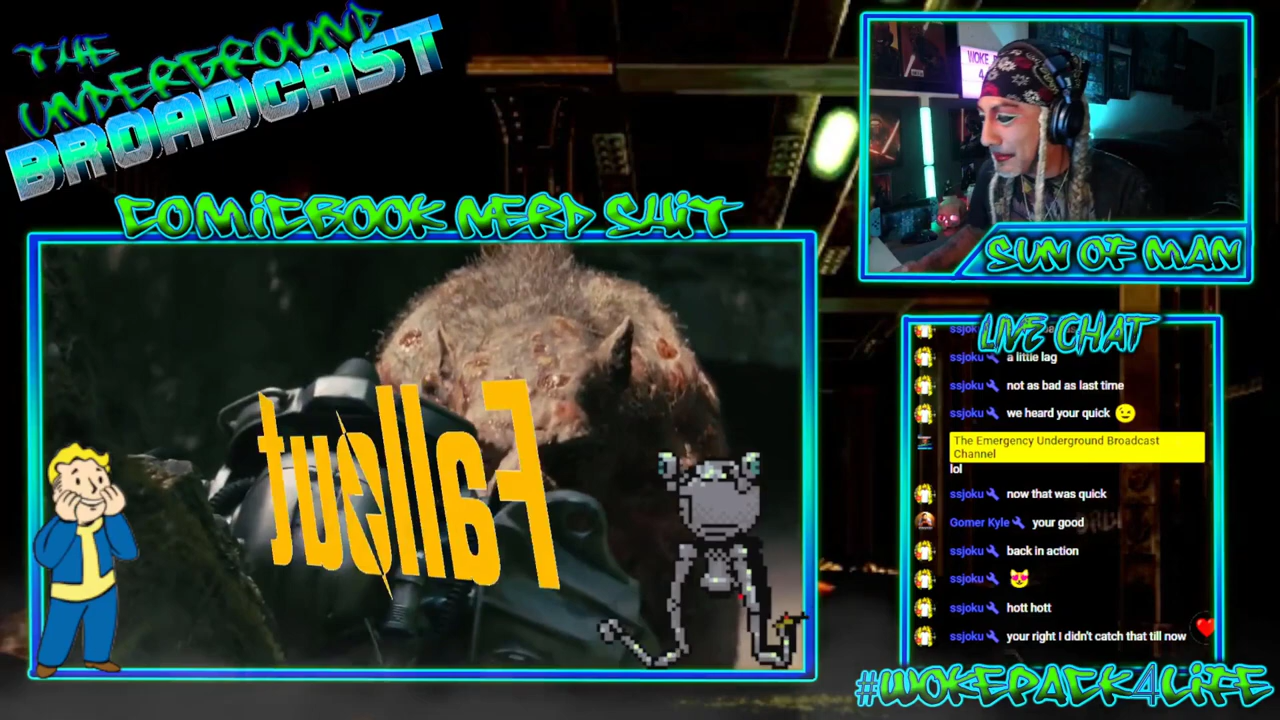 THE
UNDERGROUND
BROADCAST
COMICBOOK NERD SHIT
WOKE
4
SUN OF MAN
Fallout
LIVE CHAT
ssjoku
ssjoku a little lag
ssjoku not as bad as last time
ssjoku we heard your quick 😉
The Emergency Underground Broadcast
Channel
lol
ssjoku now that was quick
Gomer Kyle your good
ssjoku back in action
ssjoku 😻
ssjoku hott hott
ssjoku your right I didn't catch that till now
#WOKEPACK4LIFE